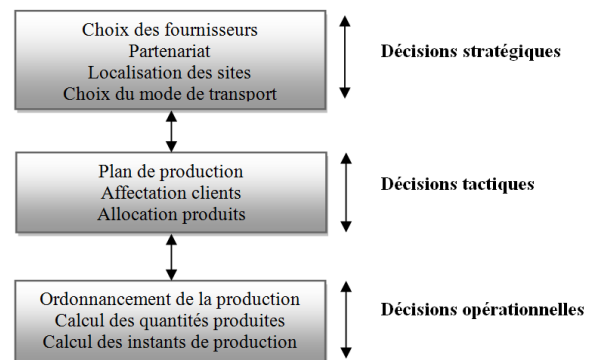 Choix des fournisseurs
Partenariat
Localisation des sites
Choix du mode de transport
Décisions stratégiques
Plan de production
Affectation clients
Allocation produits
Décisions tactiques
Ordonnancement de la production
Calcul des quantités produites
Calcul des instants de production
Décisions opérationnelles